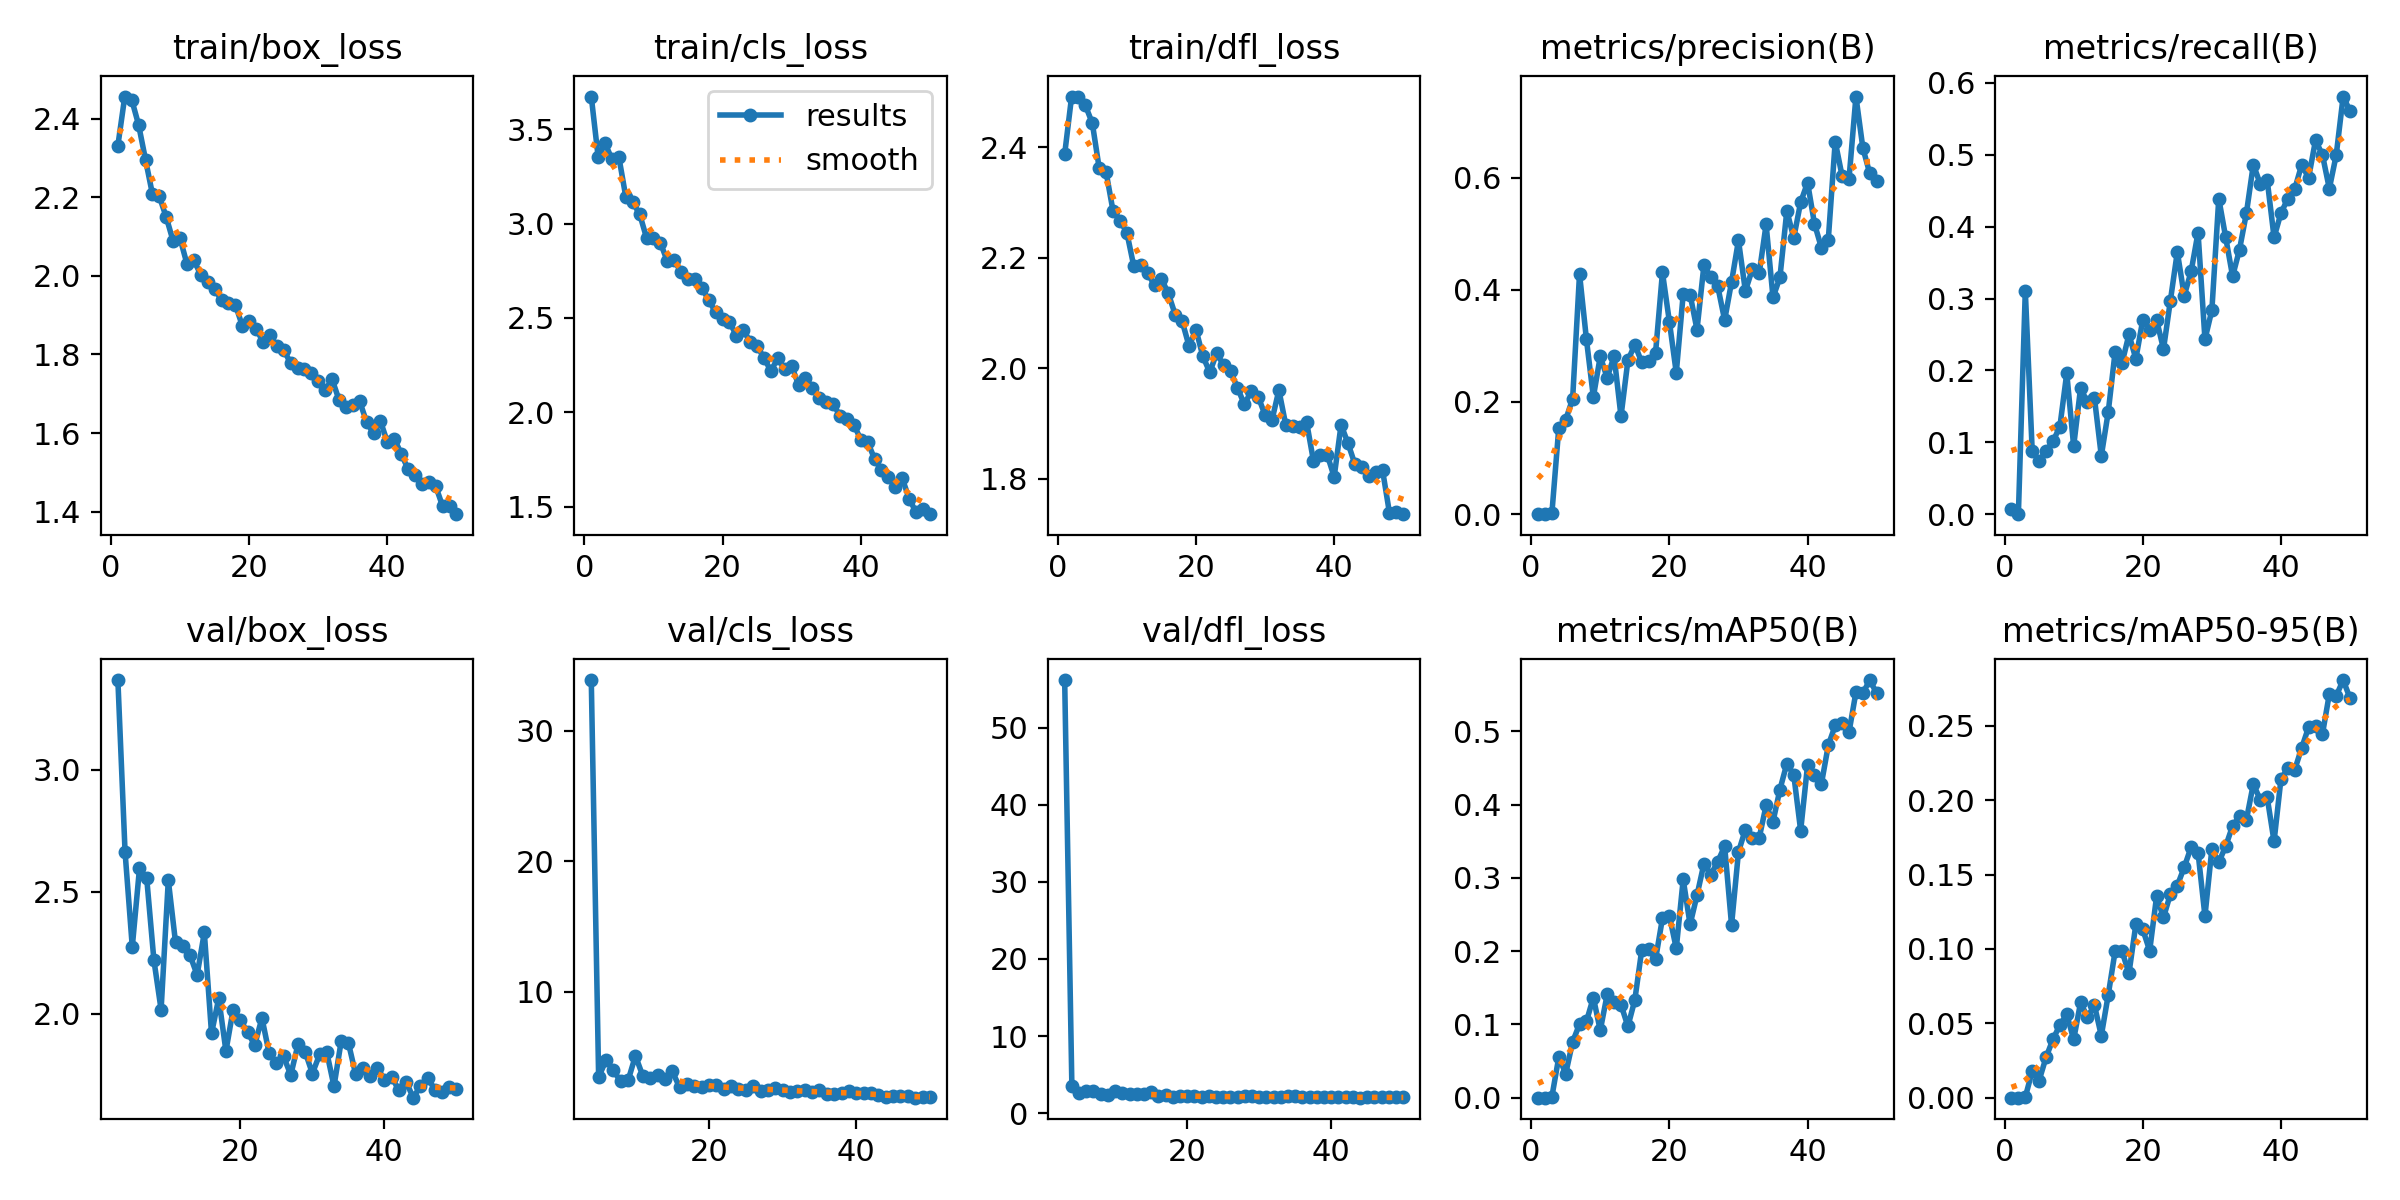 train/box_loss
2.4
2.2
2.0
1.8
1.6
1.4
0 20 40
train/cls_loss
results
smooth
3.5
3.0
2.5
2.0
1.5
0 20 40
train/dfl_loss
2.4
2.2
2.0
1.8
0 20 40
metrics/precision(B)
0.6
0.4
0.2
0.0
0 20 40
metrics/recall(B)
0.6
0.5
0.4
0.3
0.2
0.1
0.0
0 20 40
val/box_loss
3.0
2.5
2.0
20 40
val/cls_loss
30
20
10
20 40
val/dfl_loss
50
40
30
20
10
0
20 40
metrics/mAP50(B)
0.5
0.4
0.3
0.2
0.1
0.0
0 20 40
metrics/mAP50-95(B)
0.25
0.20
0.15
0.10
0.05
0.00
0 20 40